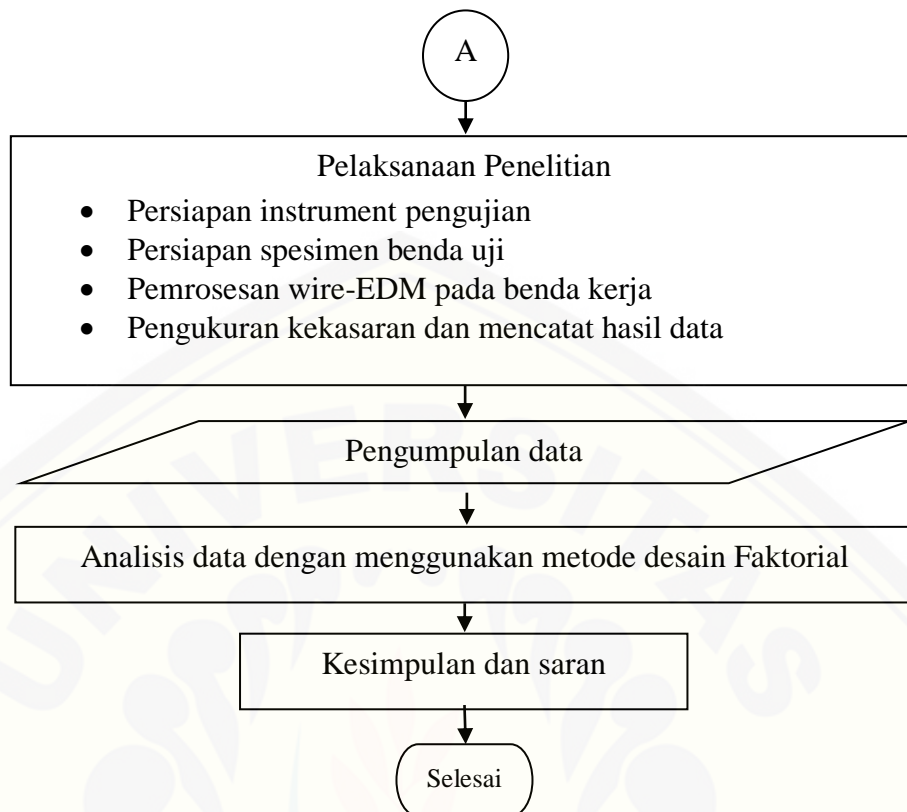 A
Pelaksanaan Penelitian
• Persiapan instrument pengujian
• Persiapan spesimen benda uji
• Pemrosesan wire-EDM pada benda kerja
• Pengukuran kekasaran dan mencatat hasil data
Pengumpulan data
UNIVERSITAS
Analisis data dengan menggunakan metode desain Faktorial
Kesimpulan dan saran
Selesai